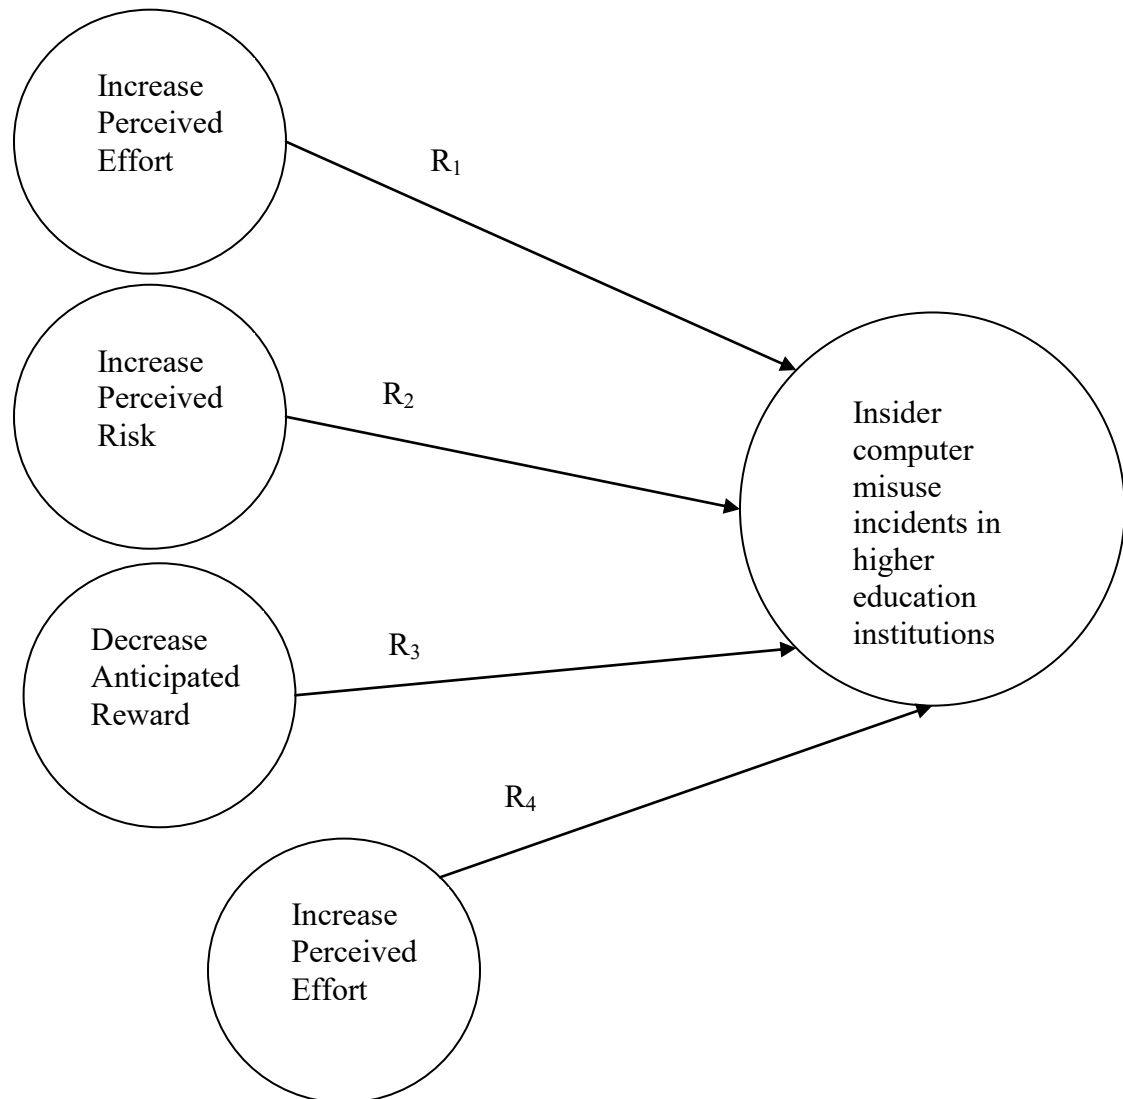 Increase
Perceived
Effort
R₁
Increase
Perceived
Risk
R₂
Insider
computer
misuse
incidents in
higher
education
institutions
Decrease
Anticipated
Reward
R₃
R₄
Increase
Perceived
Effort